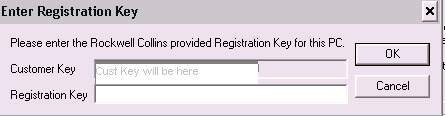 Enter Registration Key
Please enter the Rockwell Collins provided Registration Key for this PC.
OK
Customer Key
Cust Key will be here
Cancel
Registration Key